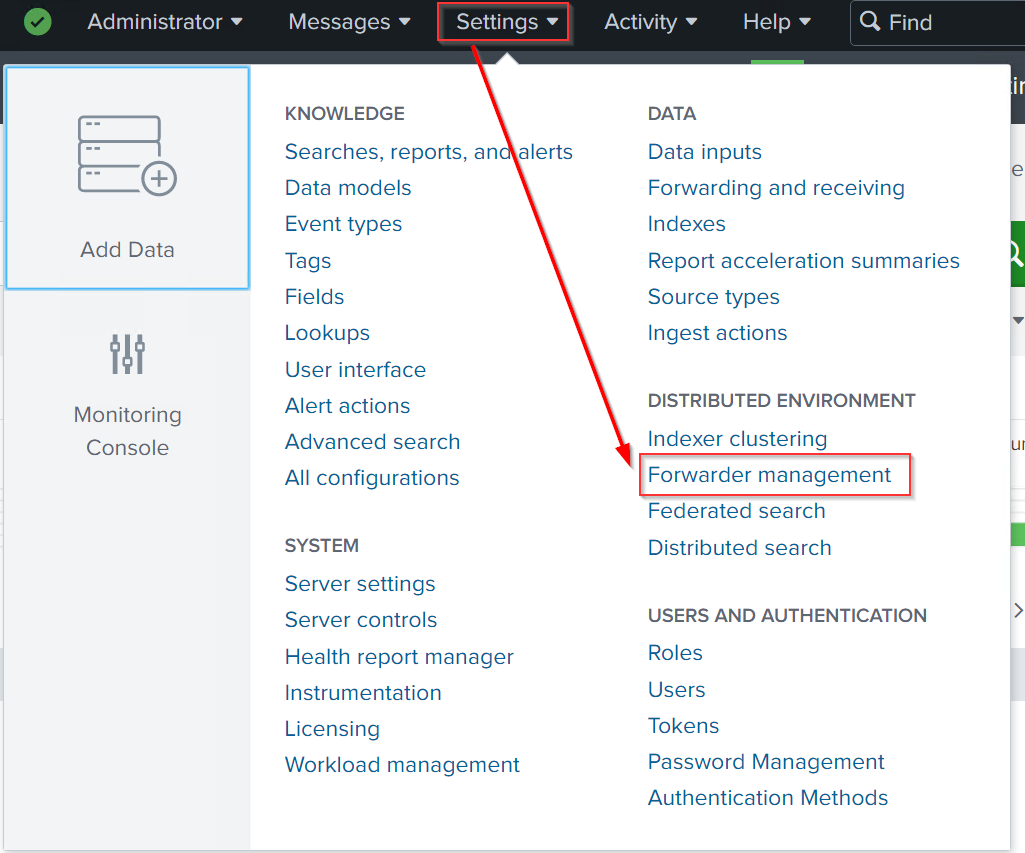 Administrator Messages Settings Activity Help Find
Add Data
Monitoring
Console
KNOWLEDGE
Searches, reports, and alerts
Data models
Event types
Tags
Fields
Lookups
User interface
Alert actions
Advanced search
All configurations
SYSTEM
Server settings
Server controls
Health report manager
Instrumentation
Licensing
Workload management
DATA
Data inputs
Forwarding and receiving
Indexes
Report acceleration summaries
Source types
Ingest actions
DISTRIBUTED ENVIRONMENT
Indexer clustering
Forwarder management
Federated search
Distributed search
USERS AND AUTHENTICATION
Roles
Users
Tokens
Password Management
Authentication Methods